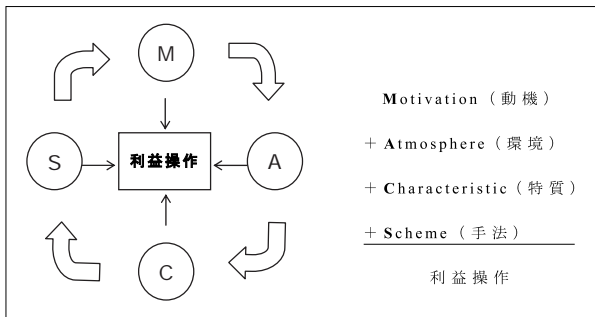 M
S
利益操作
A
C
Motivation（動機）
+ Atmosphere（環境）
+ Characteristic（特質）
+ Scheme（手法）
利益操作